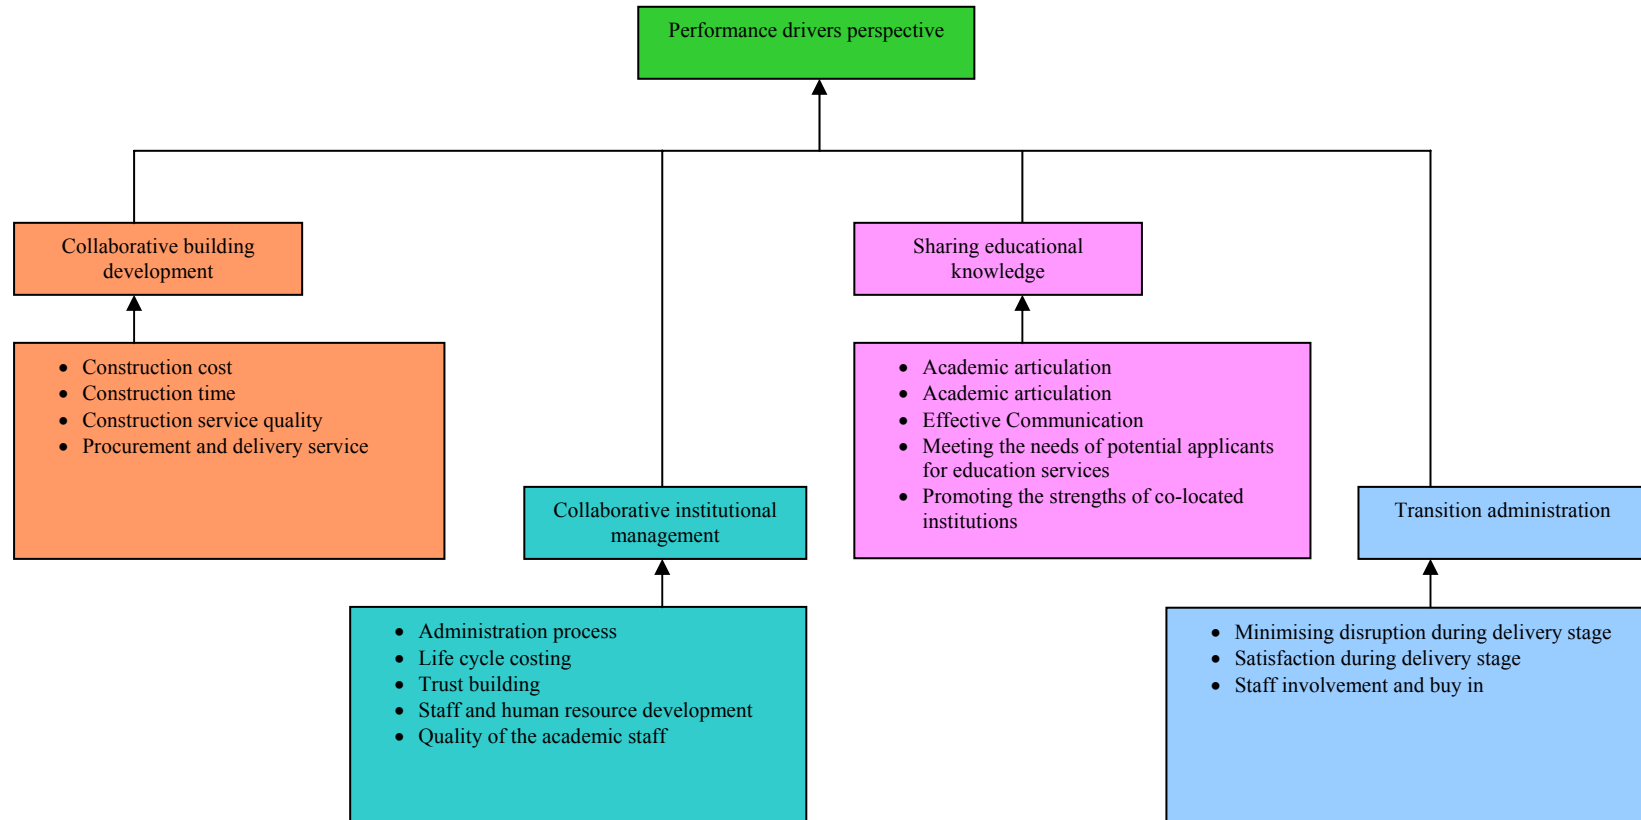 Performance drivers perspective
Collaborative building
development
Sharing educational
knowledge
• Construction cost
• Construction time
• Construction service quality
• Procurement and delivery service
• Academic articulation
• Academic articulation
• Effective Communication
• Meeting the needs of potential applicants
for education services
• Promoting the strengths of co-located
institutions
Collaborative institutional
management
Transition administration
• Administration process
• Life cycle costing
• Trust building
• Staff and human resource development
• Quality of the academic staff
• Minimising disruption during delivery stage
• Satisfaction during delivery stage
• Staff involvement and buy in